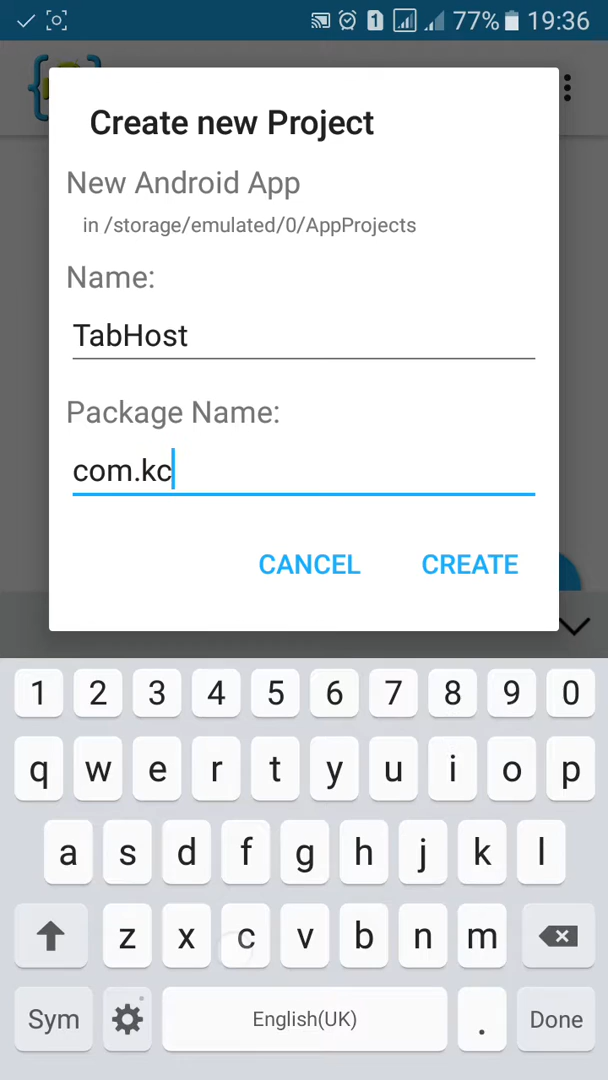 1 77% 19:36
Create new Project
New Android App
in /storage/emulated/0/AppProjects
Name:
TabHost
Package Name:
com.kc
CANCEL CREATE
1 2 3 4 5 6 7 8 9 0
q w e r t y u i o p
a s d f g h j k l
z x c v b n m
Sym English(UK) . Done